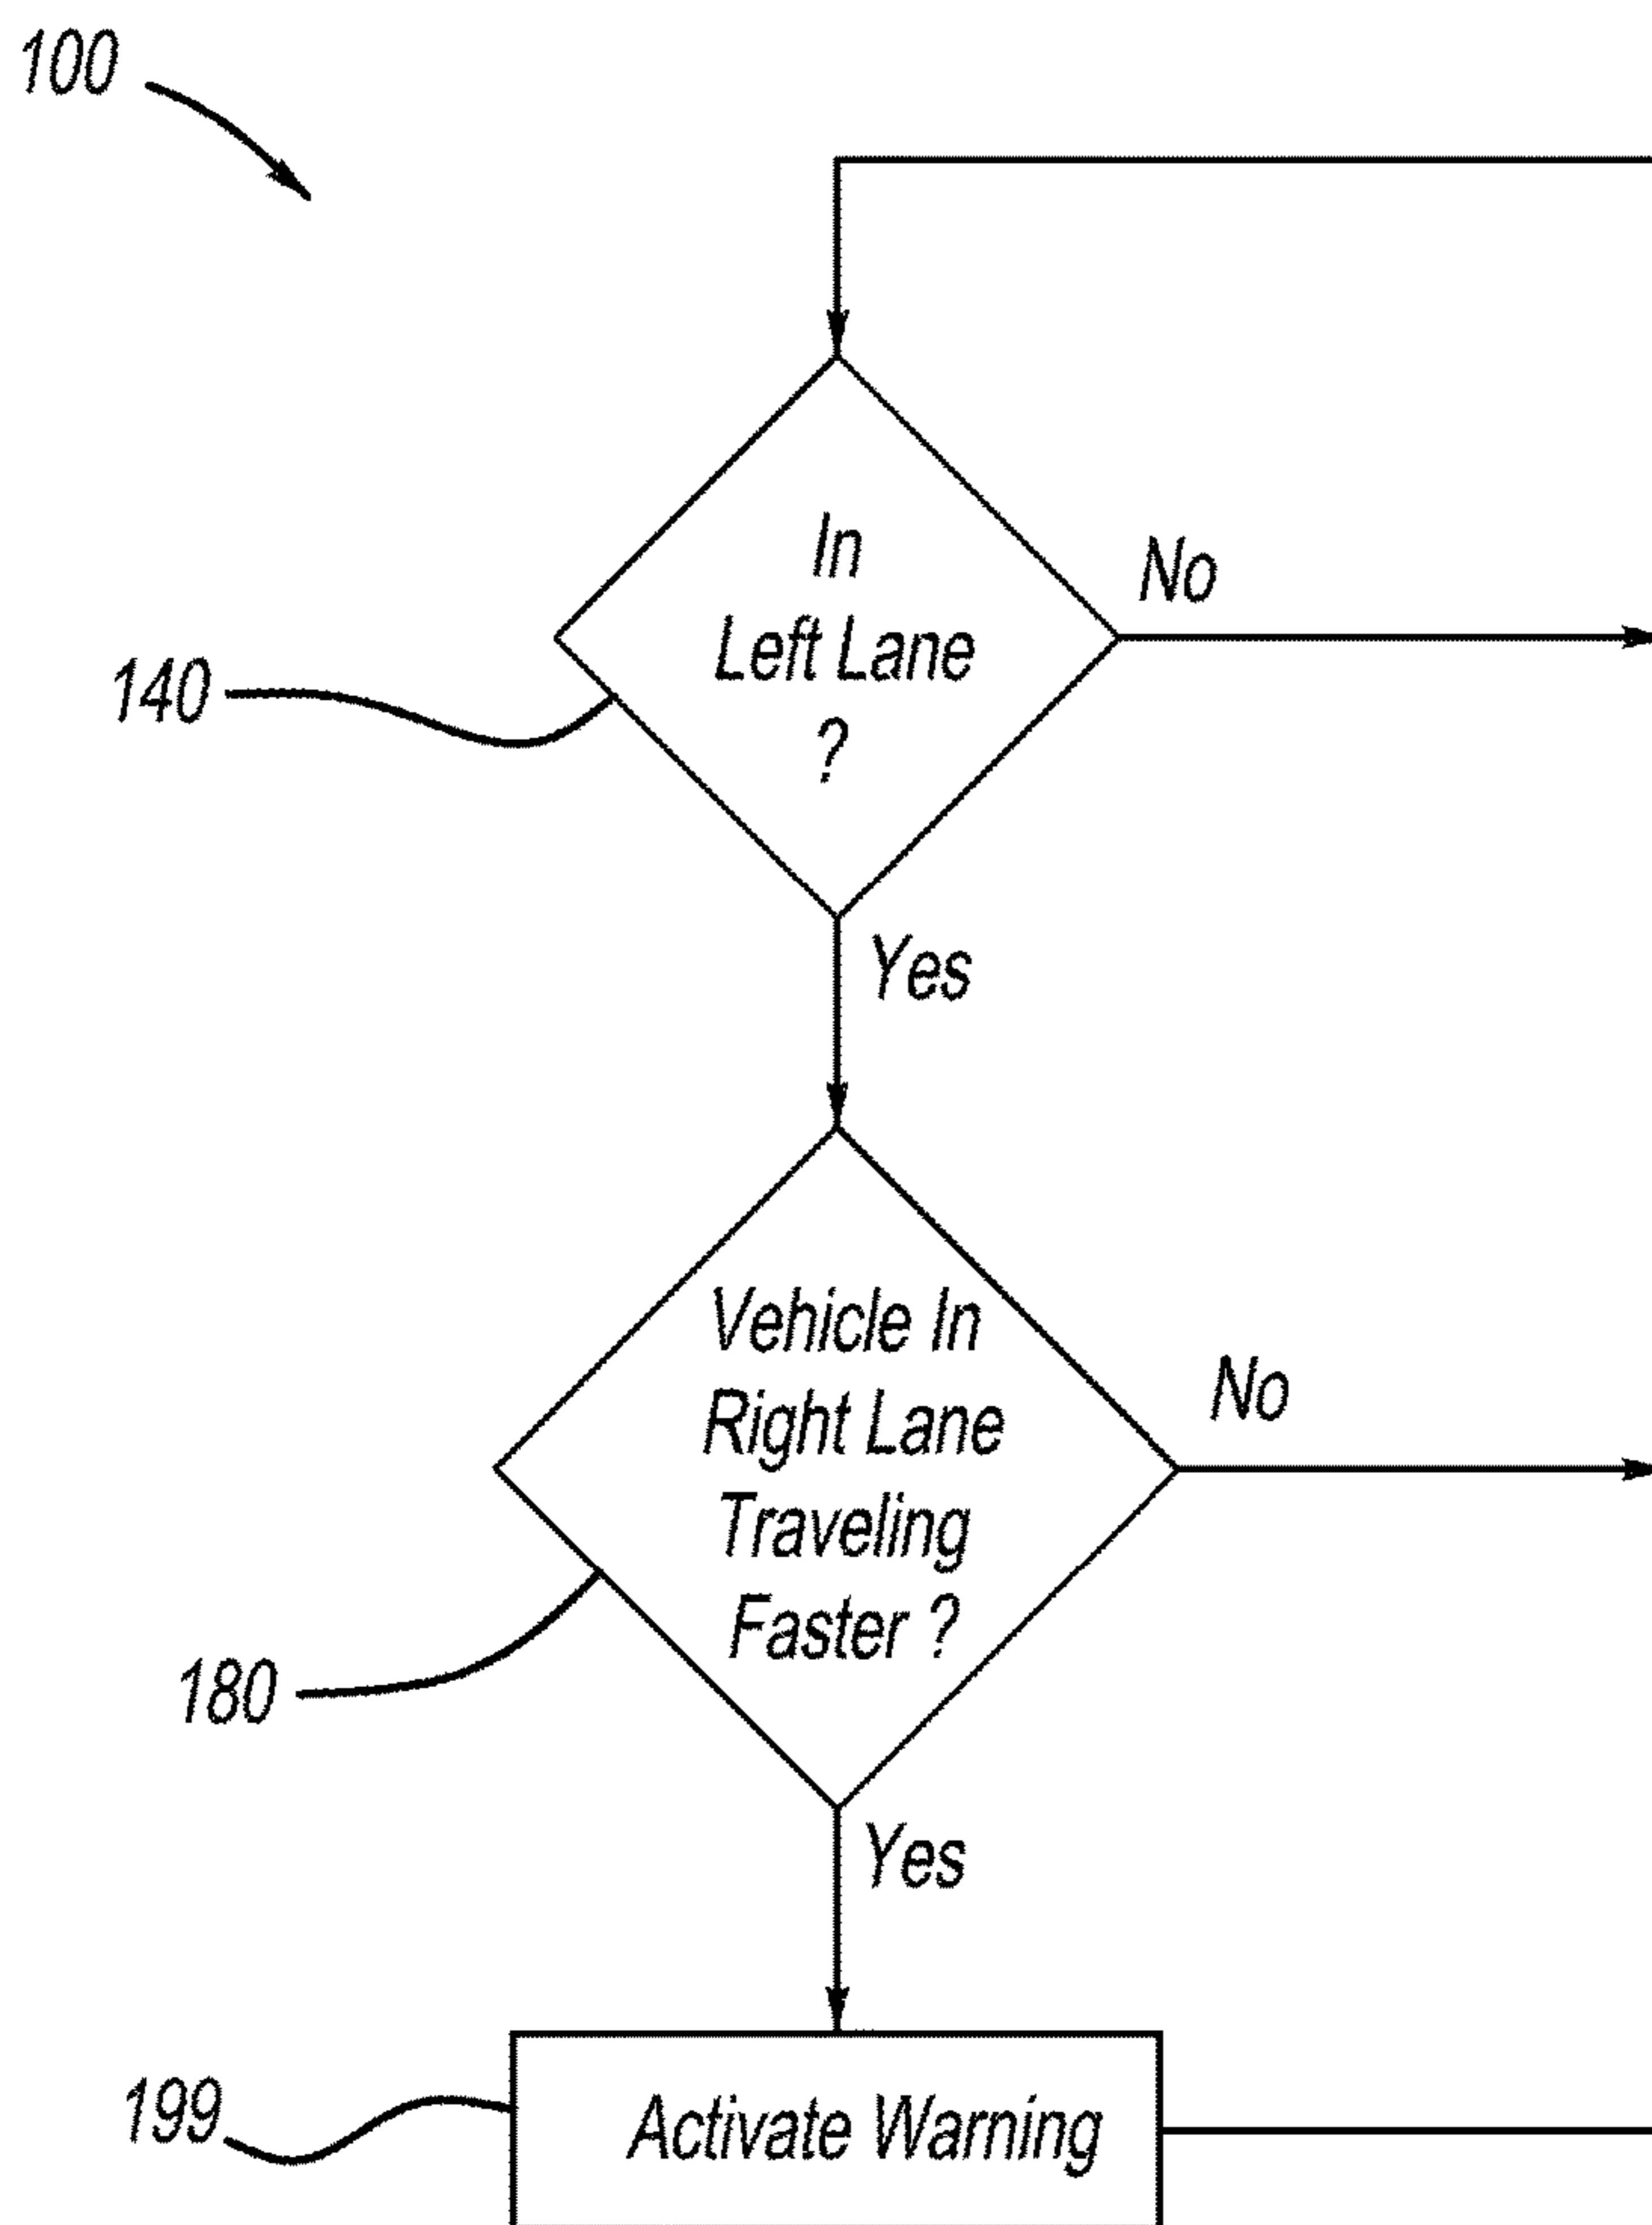 100
In
Left Lane
?
No
140
Yes
Vehicle In
Right Lane
Traveling
Faster ?
No
180
Yes
199
Activate Warning